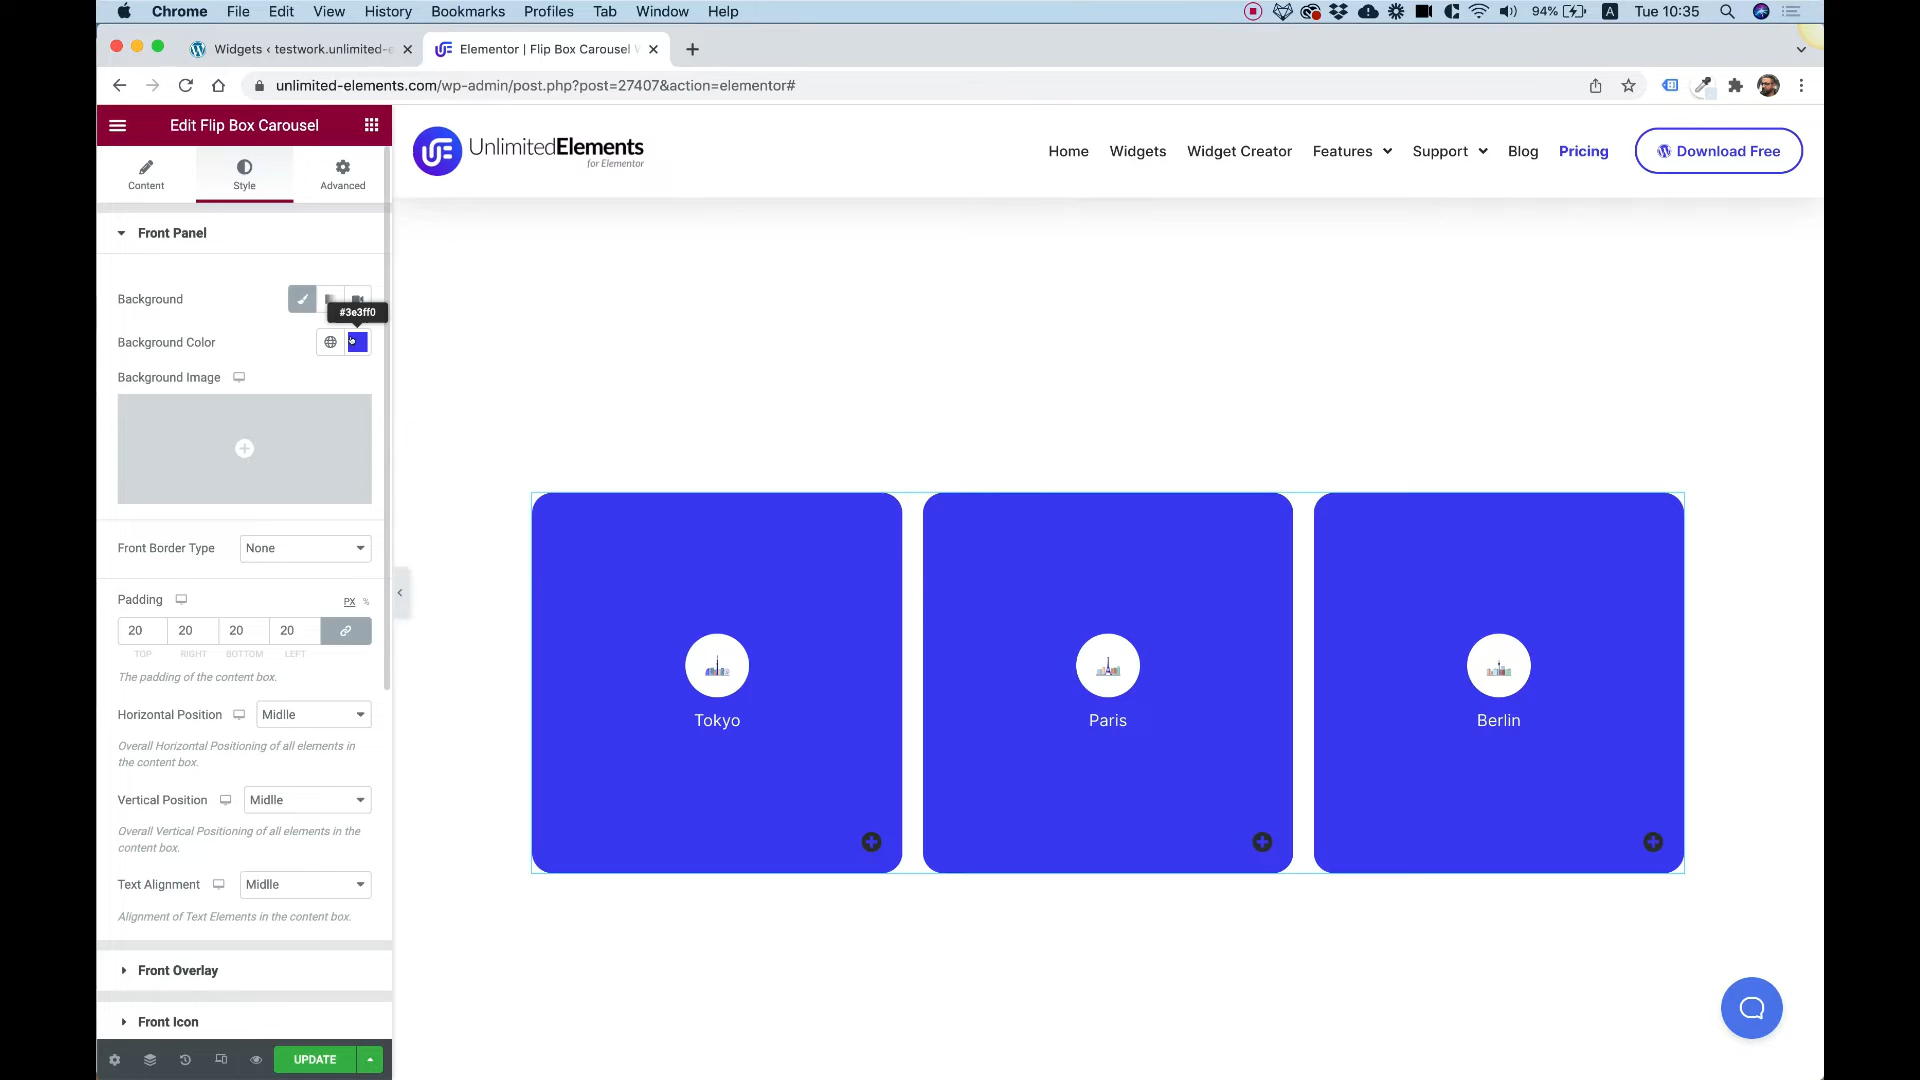 Chrome File Edit View History Bookmarks Profiles Tab Window Help 94% A Tue 10:35
Widgets ‹ testwork.unlimited-e
Elementor | Flip Box Carousel W
unlimited-elements.com/wp-admin/post.php?post=27407&action=elementor#
Edit Flip Box Carousel
Content
Style
Advanced
Front Panel
Background
#3e3ff0
Background Color
Background Image
Front Border Type None
Padding PX %
20 20 20 20
TOP RIGHT BOTTOM LEFT
The padding of the content box.
Horizontal Position Midlle
Overall Horizontal Positioning of all elements in
the content box.
Vertical Position Midlle
Overall Vertical Positioning of all elements in the
content box.
Text Alignment Midlle
Alignment of Text Elements in the content box.
Front Overlay
Front Icon
UPDATE
UE UnlimitedElements
for Elementor
Home Widgets Widget Creator Features Support Blog Pricing Download Free
Tokyo
Paris
Berlin